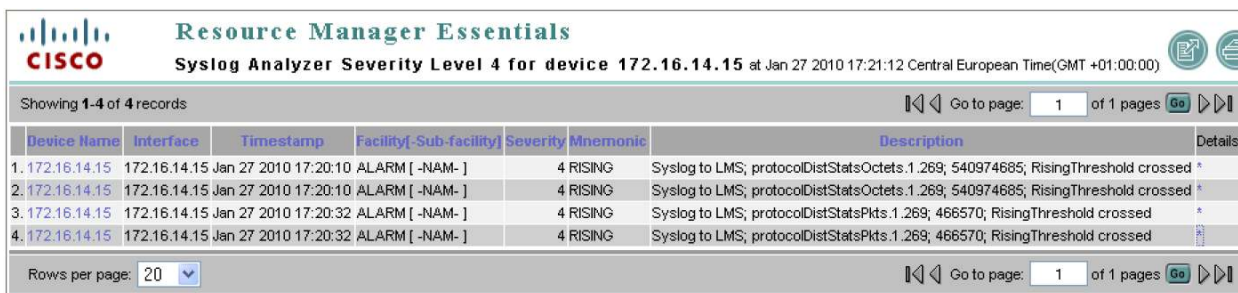 CISCO
Resource Manager Essentials
Syslog Analyzer Severity Level 4 for device 172.16.14.15 at Jan 27 2010 17:21:12 Central European Time(GMT +01:00:00)
Showing 1-4 of 4 records Go to page: 1 of 1 pages Go
Device Name Interface Timestamp Facility[-Sub-facility] Severity Mnemonic Description Details
1. 172.16.14.15 172.16.14.15 Jan 27 2010 17:20:10 ALARM [ -NAM- ] 4 RISING Syslog to LMS; protocolDistStatsOctets.1.269; 540974685; RisingThreshold crossed *
2. 172.16.14.15 172.16.14.15 Jan 27 2010 17:20:10 ALARM [ -NAM- ] 4 RISING Syslog to LMS; protocolDistStatsOctets.1.269; 540974685; RisingThreshold crossed *
3. 172.16.14.15 172.16.14.15 Jan 27 2010 17:20:32 ALARM [ -NAM- ] 4 RISING Syslog to LMS; protocolDistStatsPkts.1.269; 466570; RisingThreshold crossed *
4. 172.16.14.15 172.16.14.15 Jan 27 2010 17:20:32 ALARM [ -NAM- ] 4 RISING Syslog to LMS; protocolDistStatsPkts.1.269; 466570; RisingThreshold crossed *
Rows per page: 20 Go to page: 1 of 1 pages Go